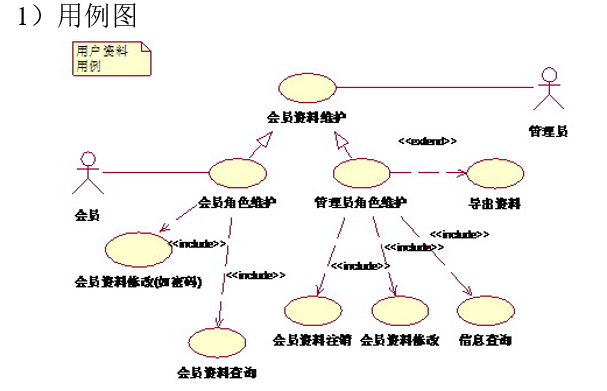 1）用例图
用户资料
用例
会员资料维护
管理员
<<extend>>
会员
会员角色维护
管理员角色维护
导出资料
<<include>>
<<include>>
<<include>>
<<include>>
<<include>>
会员资料修改(如密码)
会员资料注销
会员资料修改
信息查询
会员资料查询